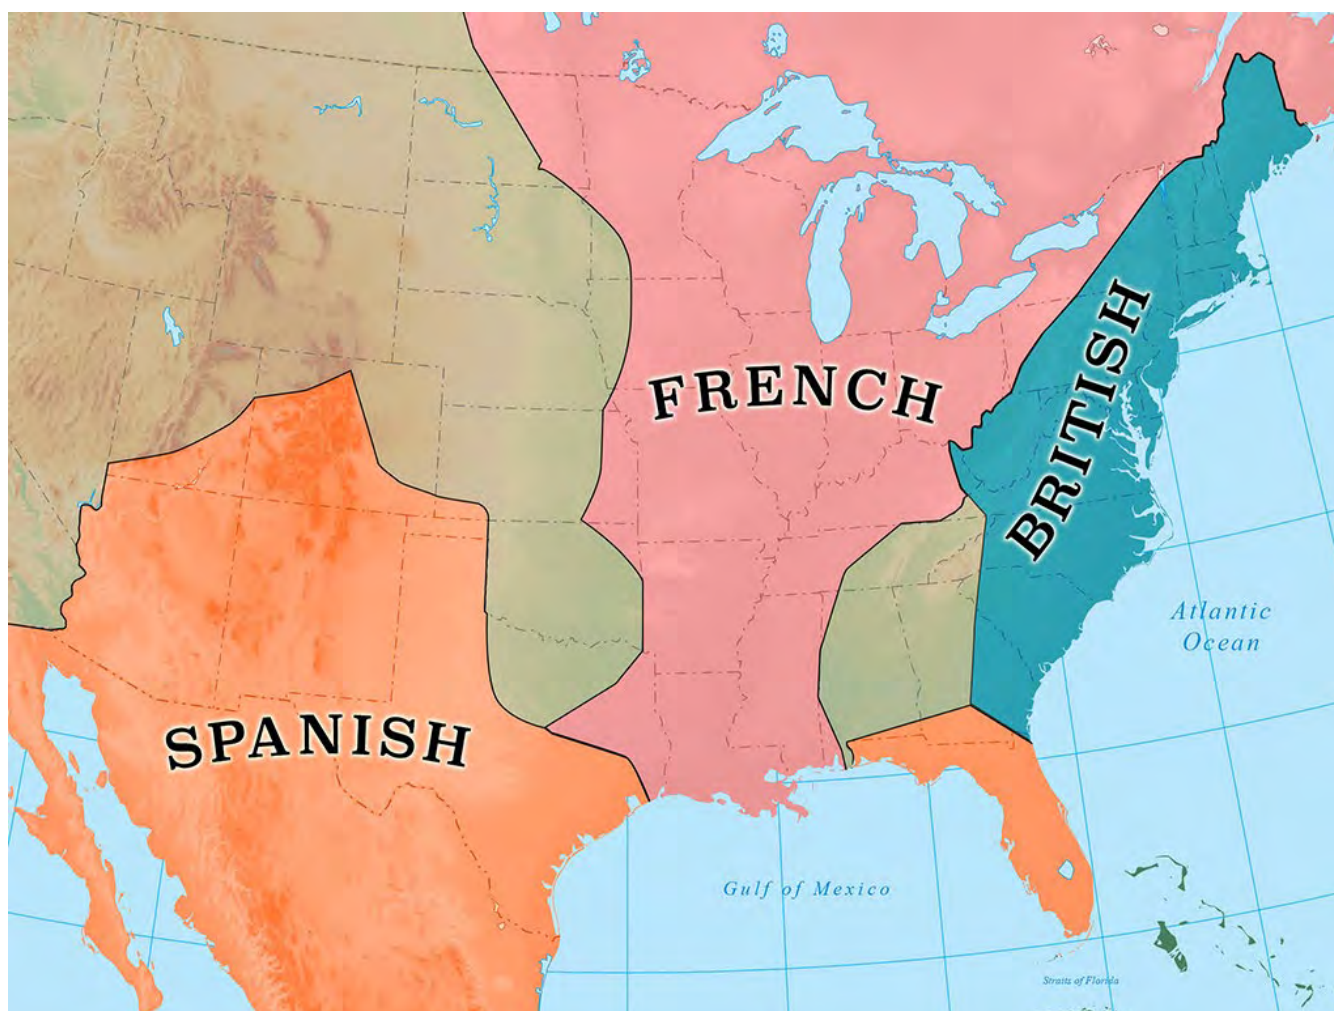 FRENCH
BRITISH
SPANISH
Atlantic
Ocean
Gulf of Mexico
Straits of Florida